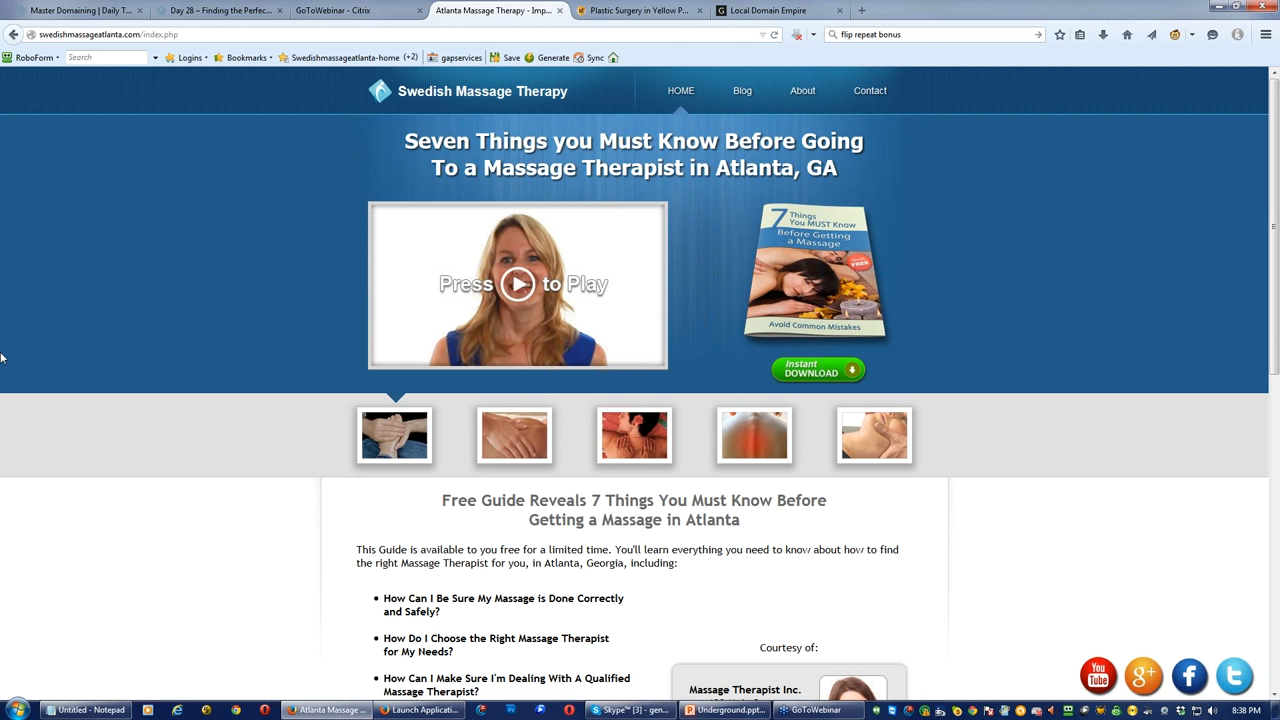 Master Domaining | Daily T...
Day 28 – Finding the Perfec...
GoToWebinar - Citrix
Atlanta Massage Therapy - Imp...
Plastic Surgery in Yellow P...
Local Domain Empire
swedishmassageatlanta.com/index.php
flip repeat bonus
RoboForm
Search
Logins
Bookmarks
Swedishmassageatlanta-home (+2)
gapservices
Save
Generate
Sync
Swedish Massage Therapy
HOME
Blog
About
Contact
Seven Things you Must Know Before Going
To a Massage Therapist in Atlanta, GA
Press to Play
7 Things
You MUST Know
Before Getting
a Massage
FREE
Avoid Common Mistakes
Instant
DOWNLOAD
Free Guide Reveals 7 Things You Must Know Before
Getting a Massage in Atlanta
This Guide is available to you free for a limited time. You'll learn everything you need to know about how to find
the right Massage Therapist for you, in Atlanta, Georgia, including:
• How Can I Be Sure My Massage is Done Correctly
and Safely?
• How Do I Choose the Right Massage Therapist
for My Needs?
• How Can I Make Sure I'm Dealing With A Qualified
Massage Therapist?
Courtesy of:
Massage Therapist Inc.
You
Tube
g+
f
Untitled - Notepad
Atlanta Massage ...
Launch Applicati...
Skype™ [3] - gen...
Underground.ppt...
GoToWebinar
8:38 PM